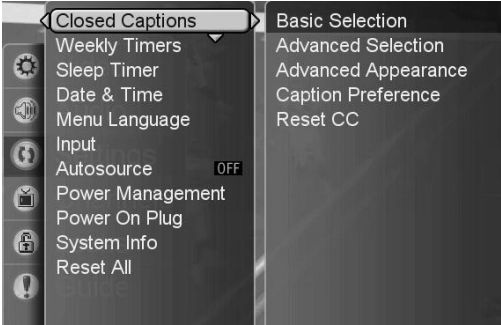 Closed Captions
Weekly Timers
Sleep Timer
Date & Time
Menu Language
Input
Autosource OFF
Power Management
Power On Plug
System Info
Reset All
Guide
Basic Selection
Advanced Selection
Advanced Appearance
Caption Preference
Reset CC